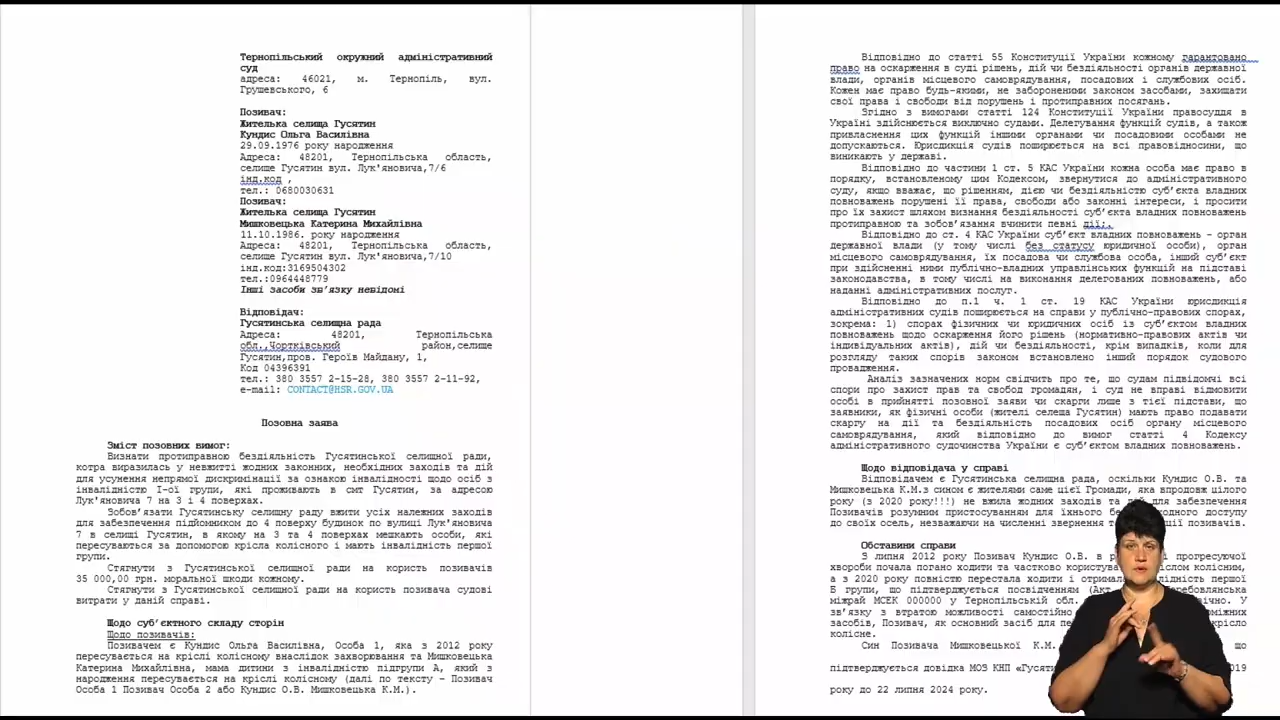 Тернопільський окружний адміністративний
суд
адреса: 46021, м. Тернопіль, вул.
Грушевського, 6
Позивач:
Жителька селища Гусятин
Кундис Ольга Василівна
29.09.1976 року народження
Адреса: 48201, Тернопільська область,
селище Гусятин вул. Лук'яновича,7/6
інд.код ,
тел.: 0680030631
Позивач:
Жителька селища Гусятин
Мишковецька Катерина Михайлівна
11.10.1986. року народження
Адреса: 48201, Тернопільська область,
селище Гусятин вул. Лук'яновича,7/10
інд.код:3169504302
тел.:0964448779
Інші засоби зв'язку невідомі
Відповідач:
Гусятинська селищна рада
Адреса: 48201, Тернопільська
обл.,Чортківський район,селище
Гусятин,пров. Героїв Майдану, 1,
Код 04396391
тел.: 380 3557 2-15-28, 380 3557 2-11-92,
e-mail: CONTACT@HSR.GOV.UA
Позовна заява
Зміст позовних вимог:
Визнати протиправною бездіяльність Гусятинської селищної ради,
котра виразилась у невжитті жодних законних, необхідних заходів та дій
для усунення непрямої дискримінації за ознакою інвалідності щодо осіб з
інвалідністю І-ої групи, які проживають в смт Гусятин, за адресою
Лук'яновича 7 на 3 і 4 поверхах.
Зобов'язати Гусятинську селищну раду вжити усіх належних заходів
для забезпечення підйомником до 4 поверху будинок по вулиці Лук'яновича
7 в селищі Гусятин, в якому на 3 та 4 поверхах мешкають особи, які
пересуваються за допомогою крісла колісного і мають інвалідність першої
групи.
Стягнути з Гусятинської селищної ради на користь позивачів
35 000,00 грн. моральної шкоди кожному.
Стягнути з Гусятинської селищної ради на користь позивача судові
витрати у даній справі.
Щодо суб'єктного складу сторін
Щодо позивачів:
Позивачем є Кундис Ольга Василівна, Особа 1, яка з 2012 року
пересувається на кріслі колісному внаслідок захворювання та Мишковецька
Катерина Михайлівна, мама дитини з інвалідністю підгрупи А, який з
народження пересувається на кріслі колісному (далі по тексту – Позивач
Особа 1 Позивач Особа 2 або Кундис О.В. Мишковецька К.М.).
Відповідно до статті 55 Конституції України кожному гарантовано
право на оскарження в суді рішень, дій чи бездіяльності органів державної
влади, органів місцевого самоврядування, посадових і службових осіб.
Кожен має право будь-якими, не забороненими законом засобами, захищати
свої права і свободи від порушень і протиправних посягань.
Згідно з вимогами статті 124 Конституції України правосуддя в
Україні здійснюється виключно судами. Делегування функцій судів, а також
привласнення цих функцій іншими органами чи посадовими особами не
допускаються. Юрисдикція судів поширюється на всі правовідносини, що
виникають у державі.
Відповідно до частини 1 ст. 5 КАС України кожна особа має право в
порядку, встановленому цим Кодексом, звернутися до адміністративного
суду, якщо вважає, що рішенням, дією чи бездіяльністю суб'єкта владних
повноважень порушені її права, свободи або законні інтереси, і просити
про їх захист шляхом визнання бездіяльності суб'єкта владних повноважень
протиправною та зобов'язання вчинити певні дії;.
Відповідно до ст. 4 КАС України суб'єкт владних повноважень – орган
державної влади (у тому числі без статусу юридичної особи), орган
місцевого самоврядування, їх посадова чи службова особа, інший суб'єкт
при здійсненні ними публічно-владних управлінських функцій на підставі
законодавства, в тому числі на виконання делегованих повноважень, або
наданні адміністративних послуг.
Відповідно до п.1 ч. 1 ст. 19 КАС України юрисдикція
адміністративних судів поширюється на справи у публічно-правових спорах,
зокрема: 1) спорах фізичних чи юридичних осіб із суб'єктом владних
повноважень щодо оскарження його рішень (нормативно-правових актів чи
індивідуальних актів), дій чи бездіяльності, крім випадків, коли для
розгляду таких спорів законом встановлено інший порядок судового
провадження.
Аналіз зазначених норм свідчить про те, що судам підвідомчі всі
спори про захист прав та свобод громадян, і суд не вправі відмовити
особі в прийнятті позовної заяви чи скарги лише з тієї підстави, що
заявники, як фізичні особи (жителі селеща Гусятин) мають право подавати
скаргу на дії та бездіяльність посадових осіб органу місцевого
самоврядування, який відповідно до вимог статті 4 Кодексу
адміністративного судочинства України є суб'єктом владних повноважень.
Щодо відповідача у справі
Відповідачем є Гусятинська селищна рада, оскільки Кундис О.В. та
Мишковецька К.М.з сином є жителями саме цієї Громади, яка впродовж цілого
року (з 2020 року!!!) не вжила жодних заходів та дій для забезпечення
Позивачів розумним пристосуванням для їхнього
до своїх осель, незважаючи на численні звернення позивачів.
Обставини справи
З липня 2012 року Позивач Кундис О.В. в прогресуючої
хвороби почала погано ходити та частково колісним,
а з 2020 року повністю перестала ходити і отримала першої
Б групи, що підтверджується посвідченням (Акт
міжрай МСЕК 000000 у Тернопільській обл. У
зв'язку з втратою можливості самостійно
засобів, Позивач, як основний засіб для крісло
колісне.
Син Позивача Мишковецької К.М. що
підтверджується довідка МОЗ КНП
року до 22 липня 2024 року.